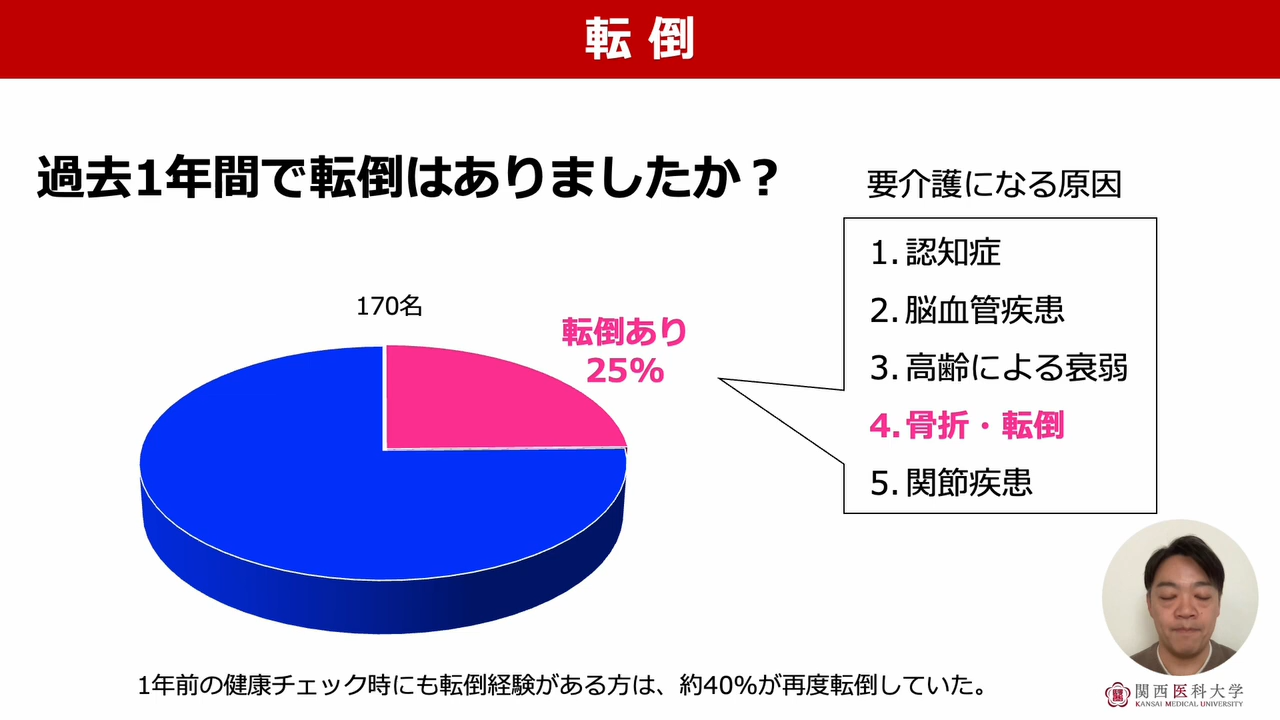 転 倒
過去1年間で転倒はありましたか？
170名
転倒あり
25%
要介護になる原因
1. 認知症
2. 脳血管疾患
3. 高齢による衰弱
4. 骨折・転倒
5. 関節疾患
1年前の健康チェック時にも転倒経験がある方は、約40%が再度転倒していた。
関西医科大学
KANSAI MEDICAL UNIVERSITY